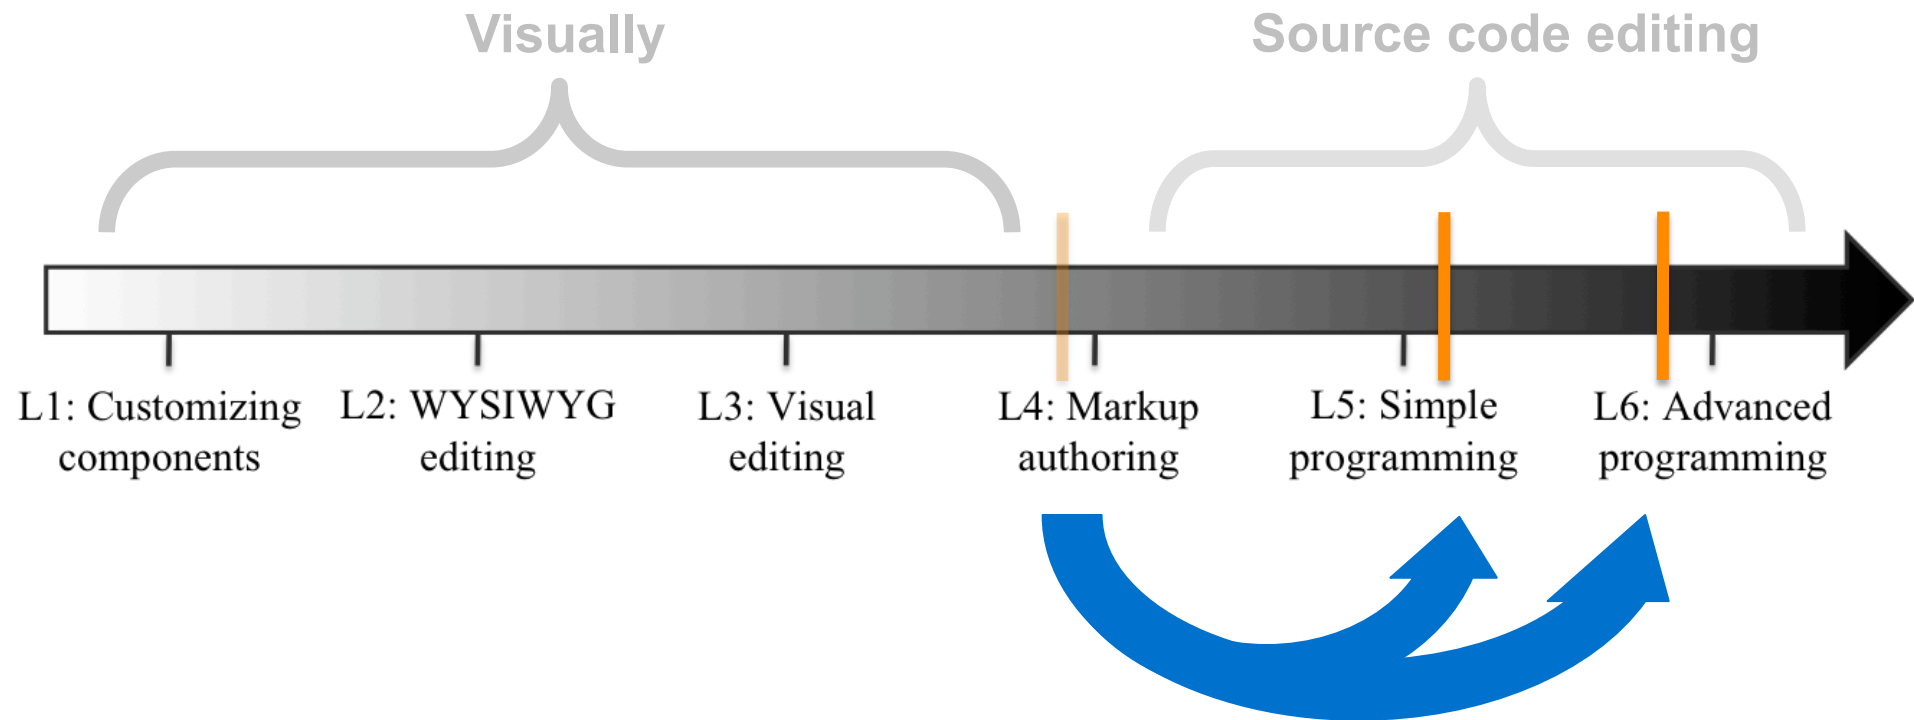 Visually
Source code editing
L1: Customizing
components
L2: WYSIWYG
editing
L3: Visual
editing
L4: Markup
authoring
L5: Simple
programming
L6: Advanced
programming